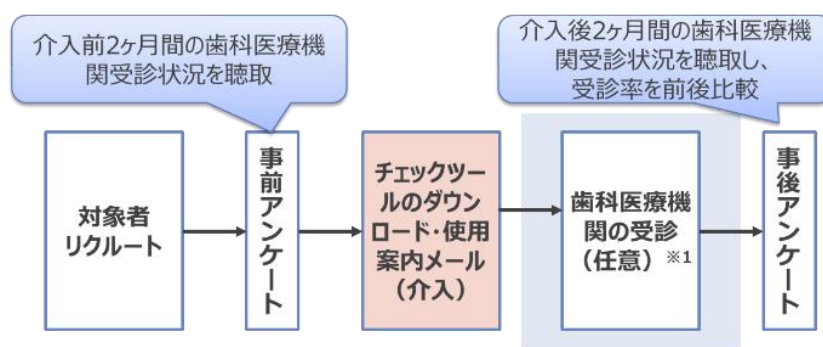 介入前2ヶ月間の歯科医療機
関受診状況を聴取
介入後2ヶ月間の歯科医療機
関受診状況を聴取し、
受診率を前後比較
対象者
リクルート
事前アンケート
チェックツー
ルのダウン
ロード・使用
案内メール
（介入）
歯科医療機
関の受診
（任意）※1
事後アンケート